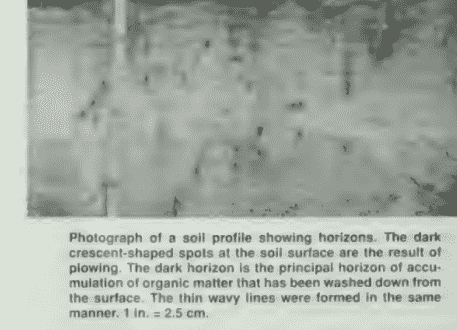 Photograph of a soil profile showing horizons. The dark
crescent-shaped spots at the soil surface are the result of
plowing. The dark horizon is the principal horizon of accu-
mulation of organic matter that has been washed down from
the surface. The thin wavy lines were formed in the same
manner. 1 in. = 2.5 cm.